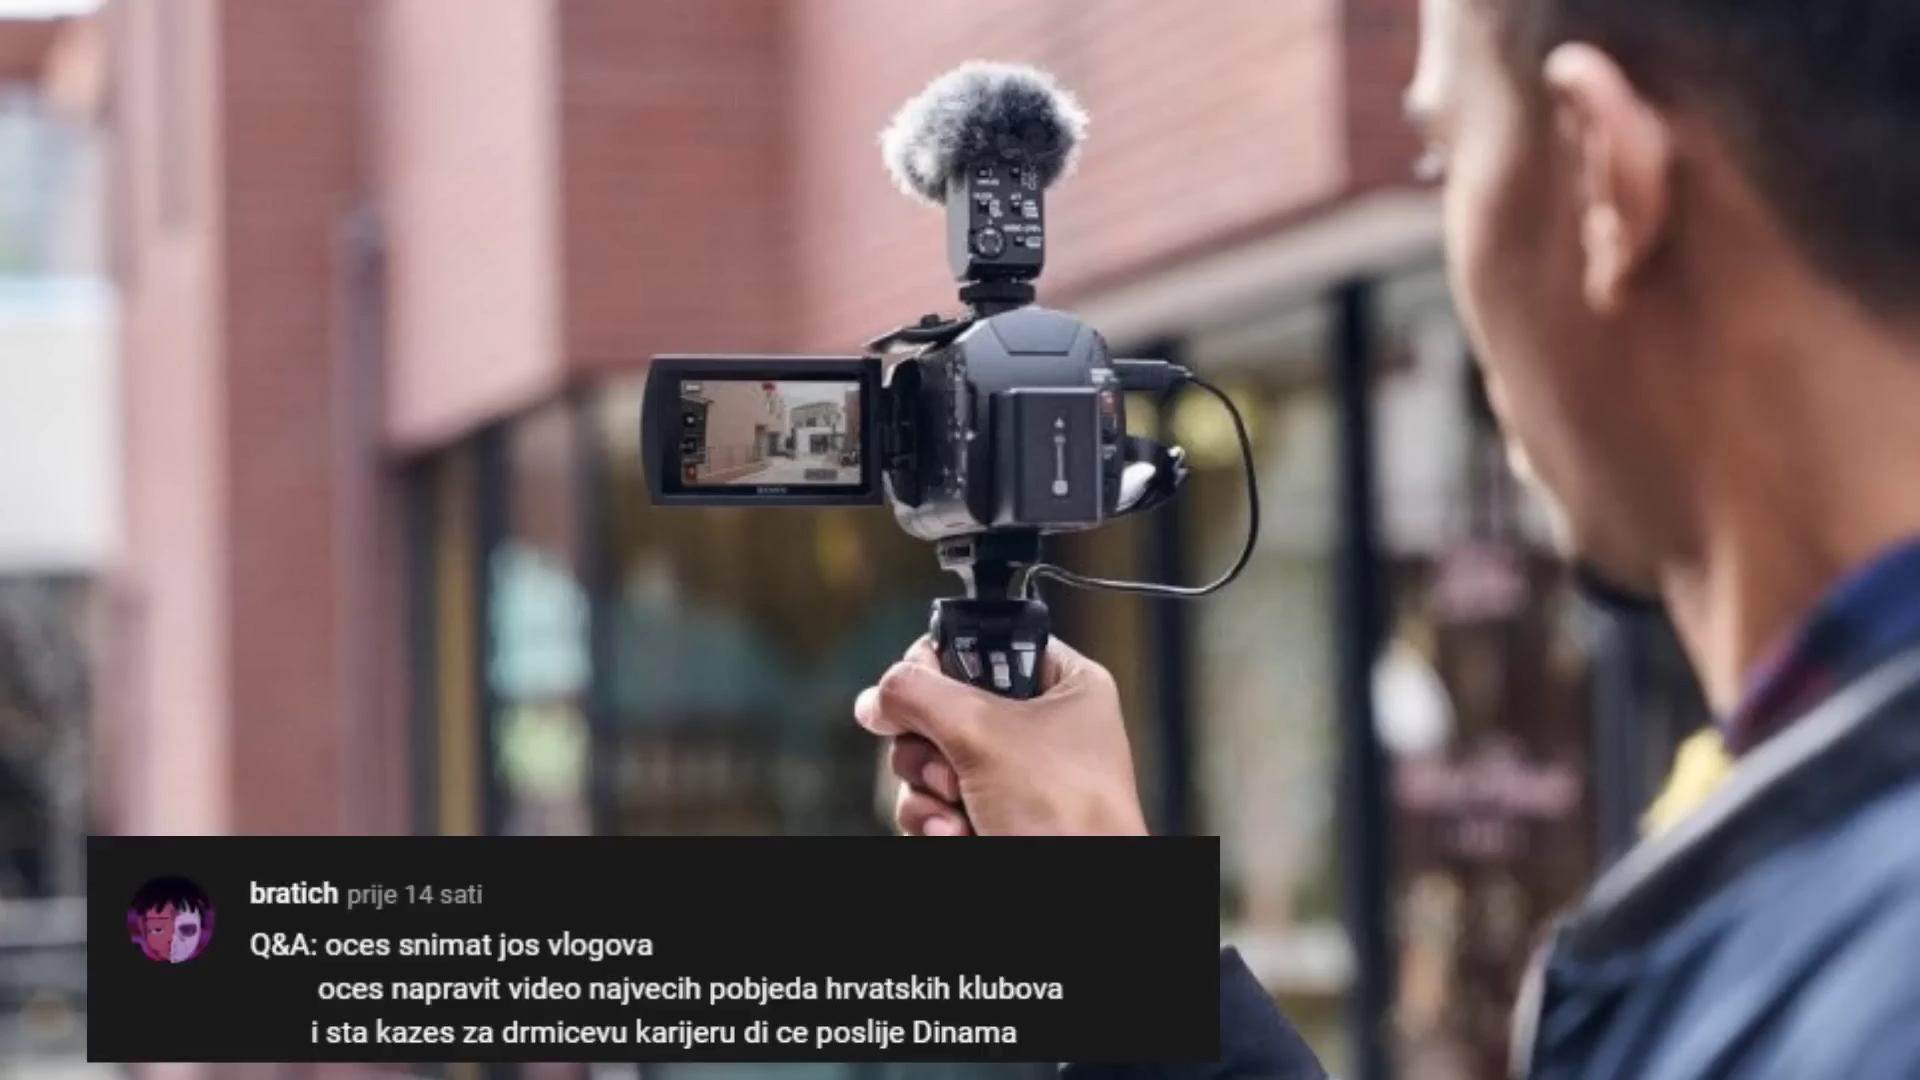 bratich prije 14 sati
Q&A: oces snimat jos vlogova
oces napravit video najvecih pobjeda hrvatskih klubova
i sta kazes za drmicevu karijeru di ce poslije Dinama